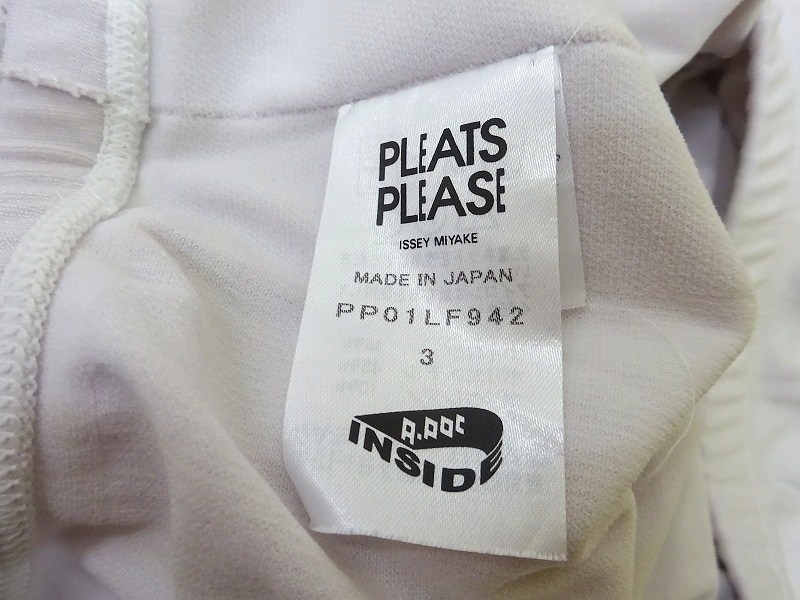 PLEATS
PLEASE
ISSEY MIYAKE
MADE IN JAPAN
PP01LF942
3
A.POC
INSIDE